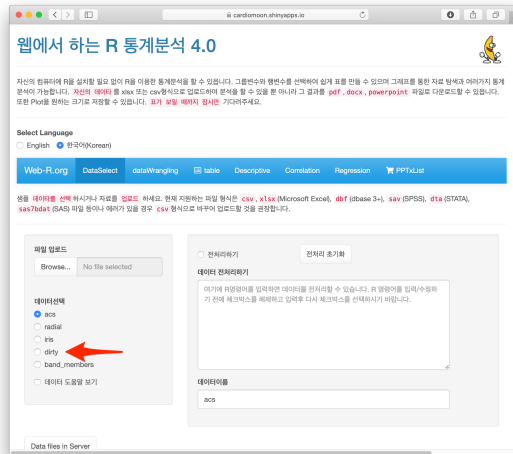 cardiomoon.shinyapps.io
웹에서 하는 R 통계분석 4.0
자신의 컴퓨터에 R을 설치할 필요 없이 R을 이용한 통계분석을 할 수 있읍니다. 그룹변수와 행변수를 선택하여 쉽게 표를 만들 수 있으며 그래프를 통한 자료 탐색과 여러가지 통계
분석이 가능합니다. 자신의 데이타 를 xlsx 또는 csv형식으로 업로드하여 분석을 할 수 있을 뿐 아니라 그 결과를 pdf , docx , powerpoint 파일로 다운로드할 수 있읍니다.
또한 Plot을 원하는 크기로 저장할 수 있읍니다. 표가 보일 때까지 잠시만 기다려주세요.
Select Language
English 한국어(Korean)
Web-R.org DataSelect dataWrangling table Descriptive Correlation Regression PPTxList
샘플 데이타를 선택 하시거나 자료를 업로드 하세요. 현재 지원하는 파일 형식은 csv , xlsx (Microsoft Excel), dbf (dbase 3+), sav (SPSS), dta (STATA),
sas7bdat (SAS) 파일 등이나 에러가 있을 경우 csv 형식으로 바꾸어 업로드할 것을 권장합니다.
파일 업로드
Browse... No file selected
데이터선택
acs
radial
iris
dirty
band_members
데이터 도움말 보기
전처리하기 전처리 초기화
데이터 전처리하기
여기에 R명령어를 입력하면 데이터를 전처리할 수 있습니다. R 명령어를 입력/수정하
기 전에 체크박스를 해제하고 입력후 다시 체크박스를 선택하시기 바랍니다.
데이터이름
acs
Data files in Server